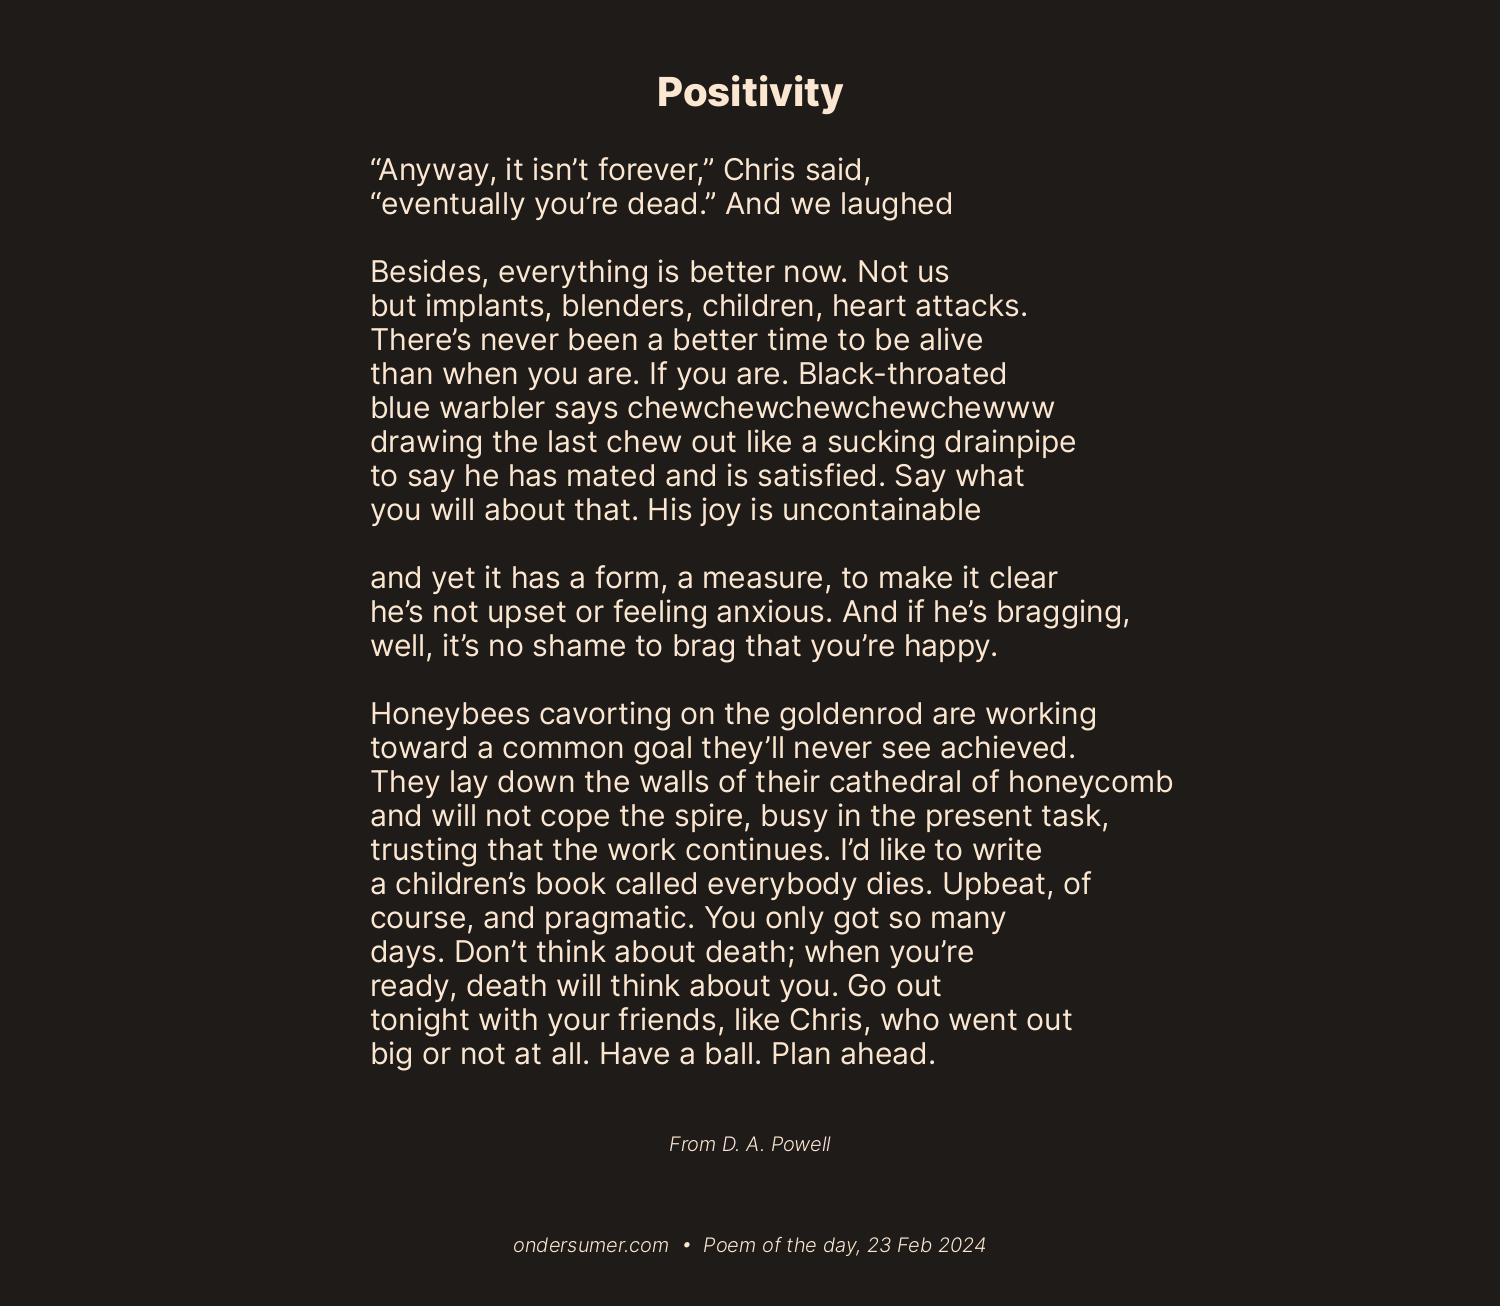 Positivity
“Anyway, it isn’t forever,” Chris said,
“eventually you’re dead.” And we laughed
Besides, everything is better now. Not us
but implants, blenders, children, heart attacks.
There’s never been a better time to be alive
than when you are. If you are. Black-throated
blue warbler says chewchewchewchewchewww
drawing the last chew out like a sucking drainpipe
to say he has mated and is satisfied. Say what
you will about that. His joy is uncontainable
and yet it has a form, a measure, to make it clear
he’s not upset or feeling anxious. And if he’s bragging,
well, it’s no shame to brag that you’re happy.
Honeybees cavorting on the goldenrod are working
toward a common goal they’ll never see achieved.
They lay down the walls of their cathedral of honeycomb
and will not cope the spire, busy in the present task,
trusting that the work continues. I’d like to write
a children’s book called everybody dies. Upbeat, of
course, and pragmatic. You only got so many
days. Don’t think about death; when you’re
ready, death will think about you. Go out
tonight with your friends, like Chris, who went out
big or not at all. Have a ball. Plan ahead.
From D. A. Powell
ondersumer.com • Poem of the day, 23 Feb 2024